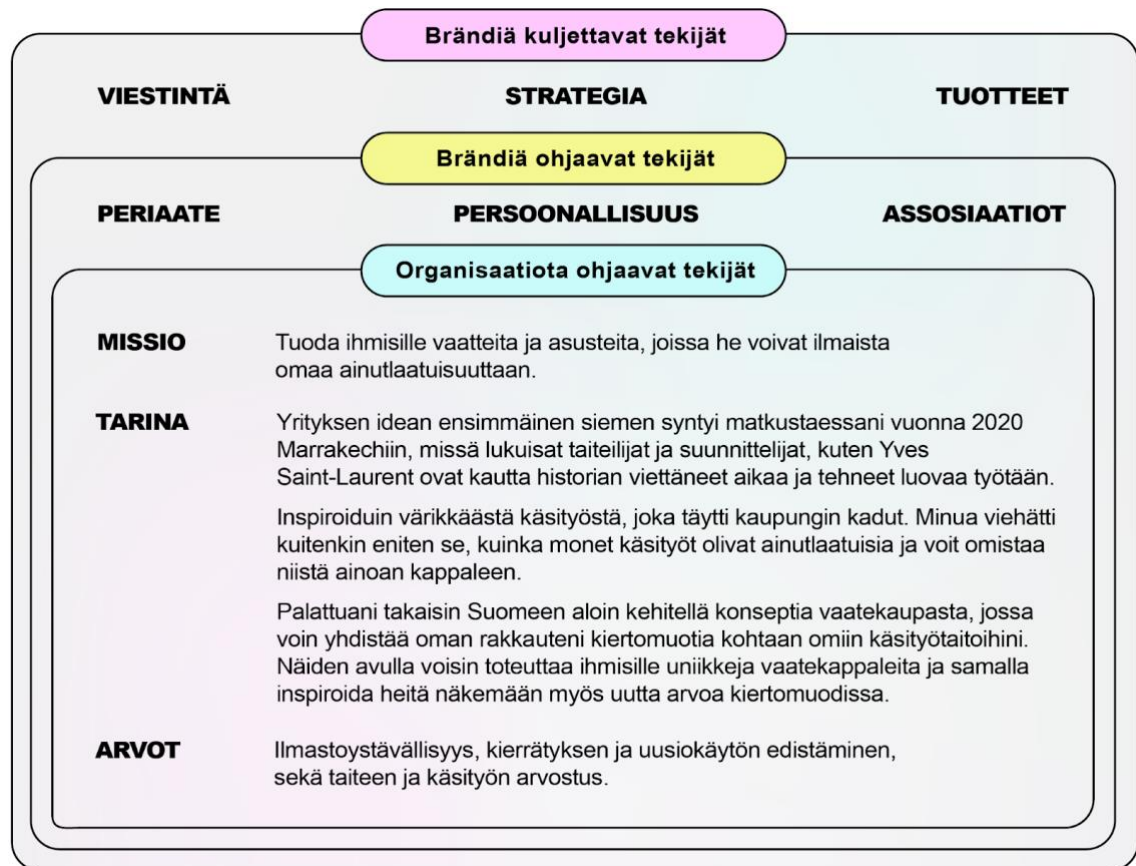 Brändiä kuljettavat tekijät
VIESTINTÄ STRATEGIA TUOTTEET
Brändiä ohjaavat tekijät
PERIAATE PERSOONALLISUUS ASSOSIAATIOT
Organisaatiota ohjaavat tekijät
MISSIO Tuoda ihmisille vaatteita ja asusteita, joissa he voivat ilmaista
omaa ainutlaatuisuuttaan.
TARINA Yrityksen idean ensimmäinen siemen syntyi matkustaessani vuonna 2020
Marrakechiin, missä lukuisat taiteilijat ja suunnittelijat, kuten Yves
Saint-Laurent ovat kautta historian viettäneet aikaa ja tehneet luovaa työtään.
Inspiroiduin värikkäästä käsityöstä, joka täytti kaupungin kadut. Minua viehätti
kuitenkin eniten se, kuinka monet käsityöt olivat ainutlaatuisia ja voit omistaa
niistä ainoan kappaleen.
Palattuani takaisin Suomeen aloin kehitellä konseptia vaatekaupasta, jossa
voin yhdistää oman rakkauteni kiertomuotia kohtaan omiin käsityötaitoihini.
Näiden avulla voisin toteuttaa ihmisille uniikkeja vaatekappaleita ja samalla
inspiroida heitä näkemään myös uutta arvoa kiertomuodissa.
ARVOT Ilmastoystävällisyys, kierrätyksen ja uusiokäytön edistäminen,
sekä taiteen ja käsityön arvostus.